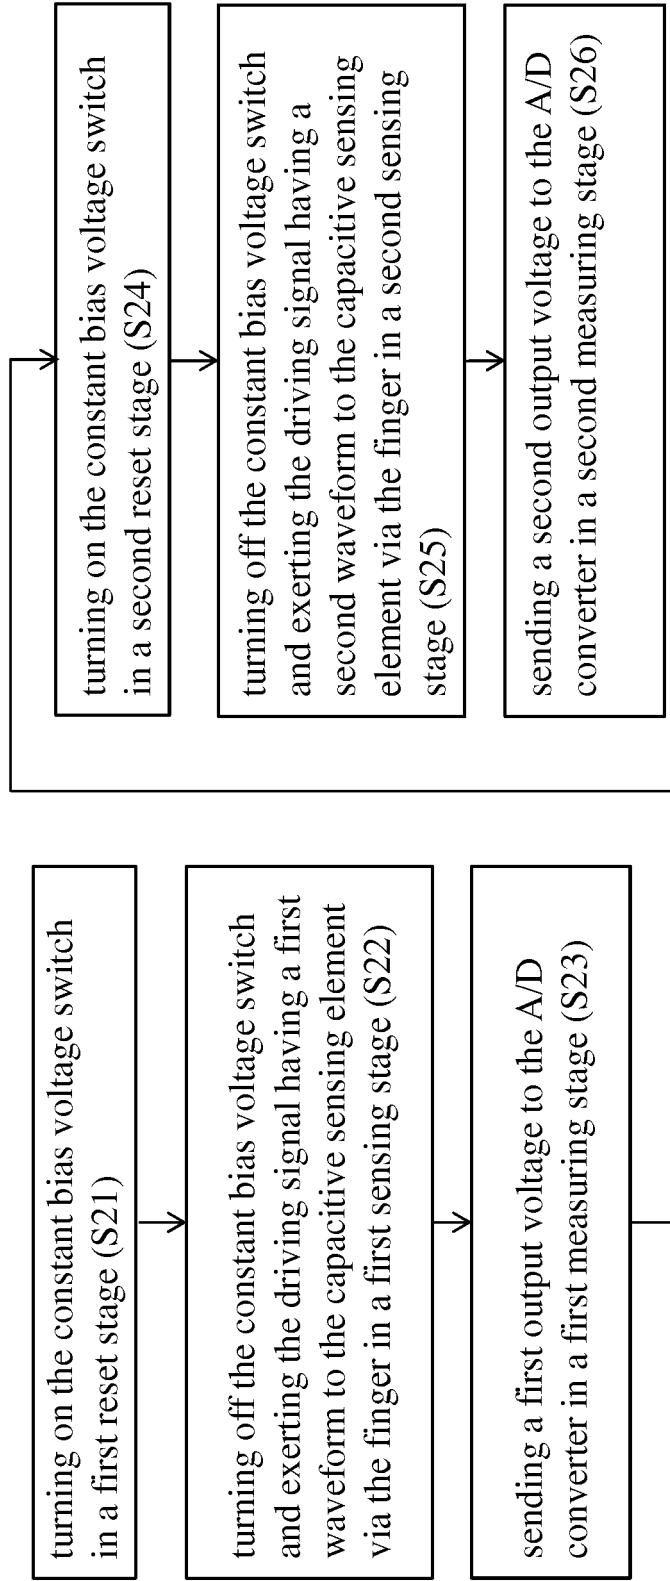 turning on the constant bias voltage switch
in a first reset stage (S21)
turning off the constant bias voltage switch
and exerting the driving signal having a first
waveform to the capacitive sensing element
via the finger in a first sensing stage (S22)
sending a first output voltage to the A/D
converter in a first measuring stage (S23)
turning on the constant bias voltage switch
in a second reset stage (S24)
turning off the constant bias voltage switch
and exerting the driving signal having a
second waveform to the capacitive sensing
element via the finger in a second sensing
stage (S25)
sending a second output voltage to the A/D
converter in a second measuring stage (S26)